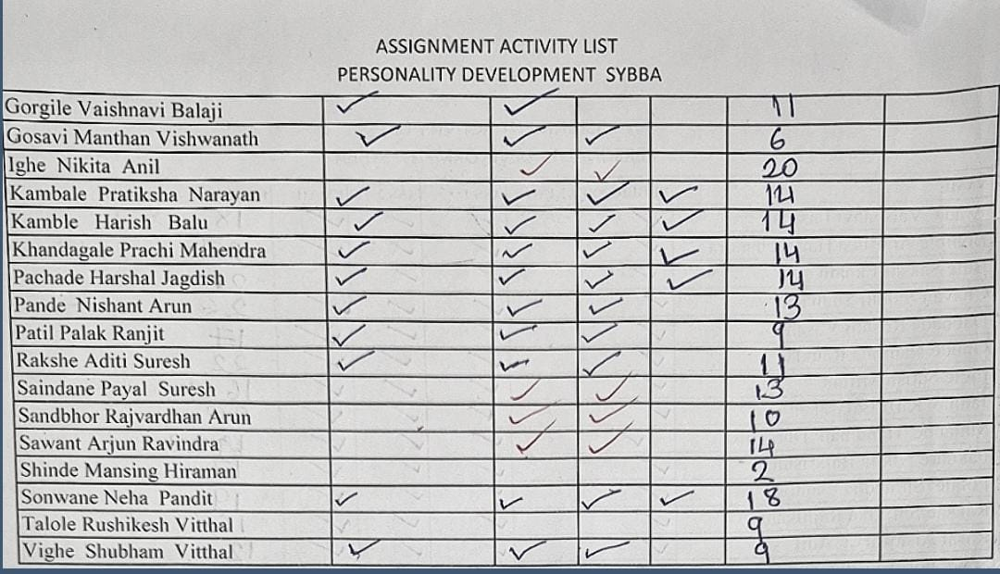 ASSIGNMENT ACTIVITY LIST
PERSONALITY DEVELOPMENT SYBBA
Gorgile Vaishnavi Balaji ✓ ✓ 11
Gosavi Manthan Vishwanath ✓ ✓ ✓ 6
Ighe Nikita Anil ✓ ✓ 20
Kambale Pratiksha Narayan ✓ ✓ ✓ ✓ 14
Kamble Harish Balu ✓ ✓ ✓ ✓ 14
Khandagale Prachi Mahendra ✓ ✓ ✓ ✓ 14
Pachade Harshal Jagdish ✓ ✓ ✓ ✓ 14
Pande Nishant Arun ✓ ✓ ✓ 13
Patil Palak Ranjit ✓ ✓ ✓ 9
Rakshe Aditi Suresh ✓ ✓ ✓ 11
Saindane Payal Suresh ✓ ✓ 13
Sandbhor Rajvardhan Arun ✓ ✓ 10
Sawant Arjun Ravindra ✓ ✓ 14
Shinde Mansing Hiraman 2
Sonwane Neha Pandit ✓ ✓ ✓ ✓ 18
Talole Rushikesh Vitthal 9
Vighe Shubham Vitthal ✓ ✓ ✓ 9